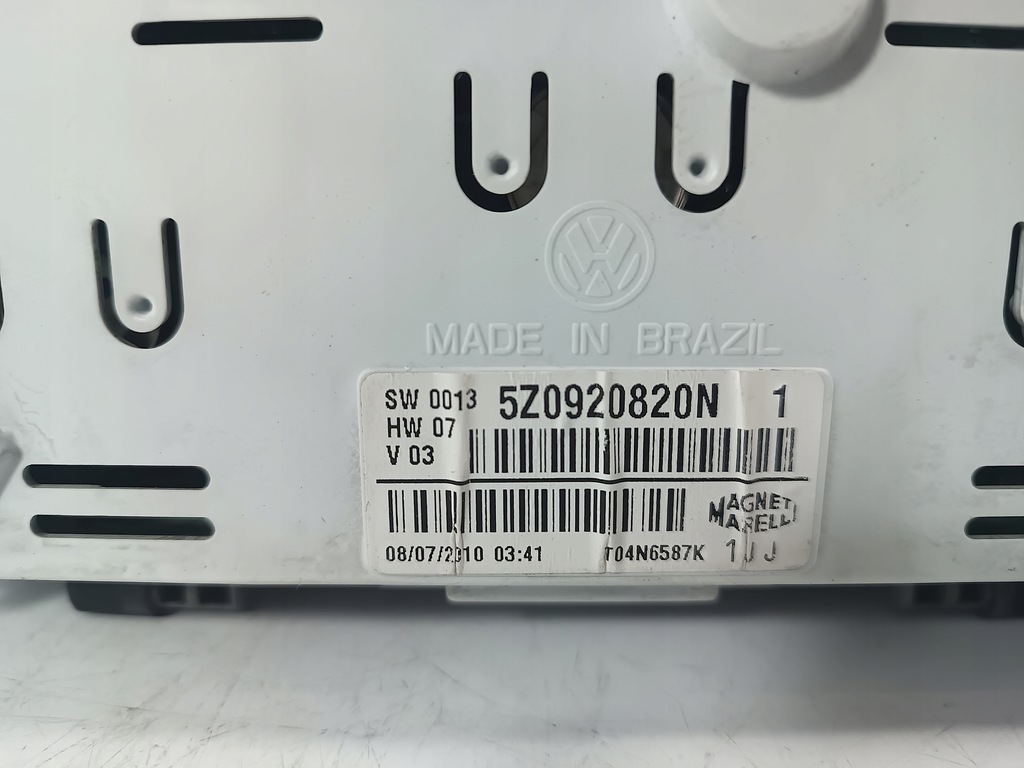 MADE IN BRAZIL
SW 0013 5Z0920820N 1
HW 07
V 03
MAGNETI
MARELLI
08/07/2010 03:41 T04N6587K 1JJ